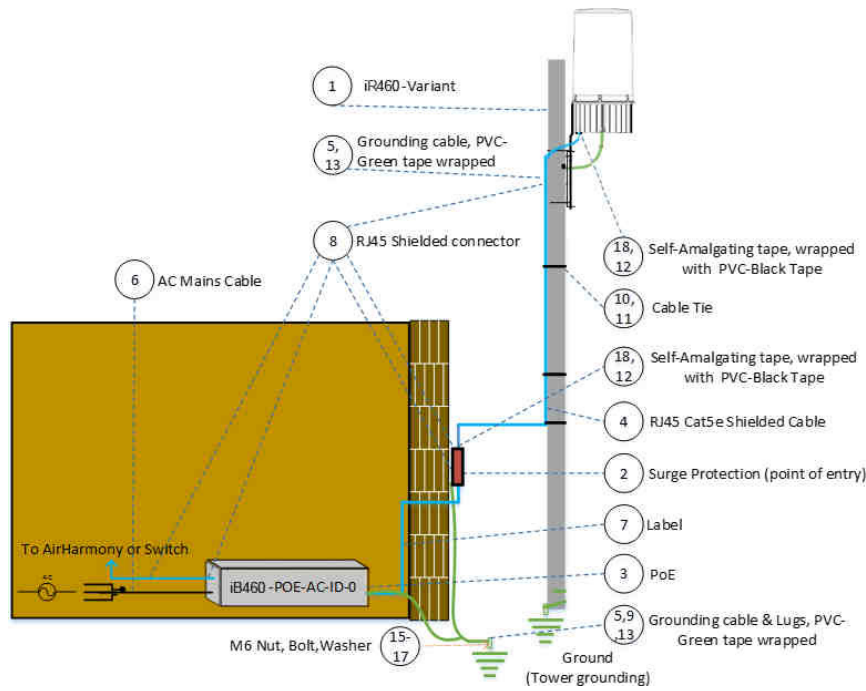 1
iR460-Variant
5,
13
Grounding cable, PVC-
Green tape wrapped
8
RJ45 Shielded connector
6
AC Mains Cable
18,
12
Self-Amalgating tape, wrapped
with PVC-Black Tape
10,
11
Cable Tie
18,
12
Self-Amalgating tape, wrapped
with PVC-Black Tape
4
RJ45 Cat5e Shielded Cable
2
Surge Protection (point of entry)
7
Label
To AirHarmony or Switch
AC
iB460-POE-AC-ID-0
3
PoE
5,9
,13
Grounding cable & Lugs, PVC-
Green tape wrapped
M6 Nut, Bolt,Washer
15-
17
Ground
(Tower grounding)